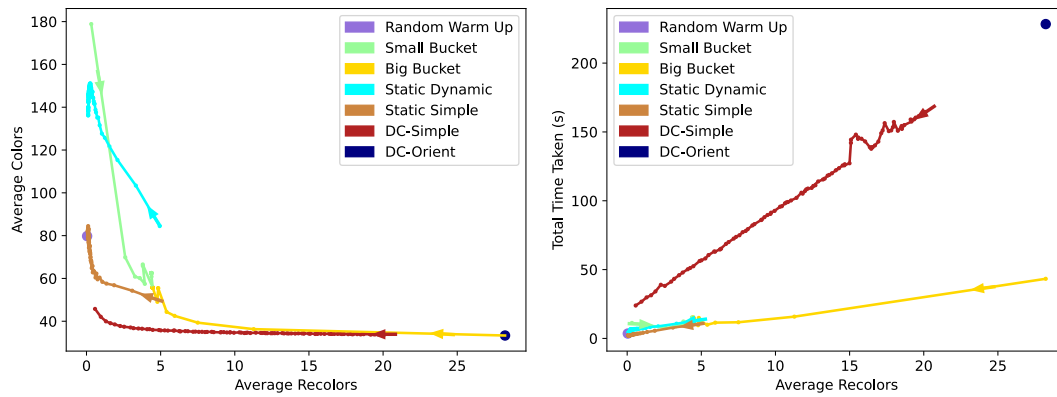 180
160
140
120
100
80
60
40
0
5
10
15
20
25
Average Recolors
Average Colors
Random Warm Up
Small Bucket
Big Bucket
Static Dynamic
Static Simple
DC-Simple
DC-Orient
200
150
100
50
0
0
5
10
15
20
25
Average Recolors
Total Time Taken (s)
Random Warm Up
Small Bucket
Big Bucket
Static Dynamic
Static Simple
DC-Simple
DC-Orient